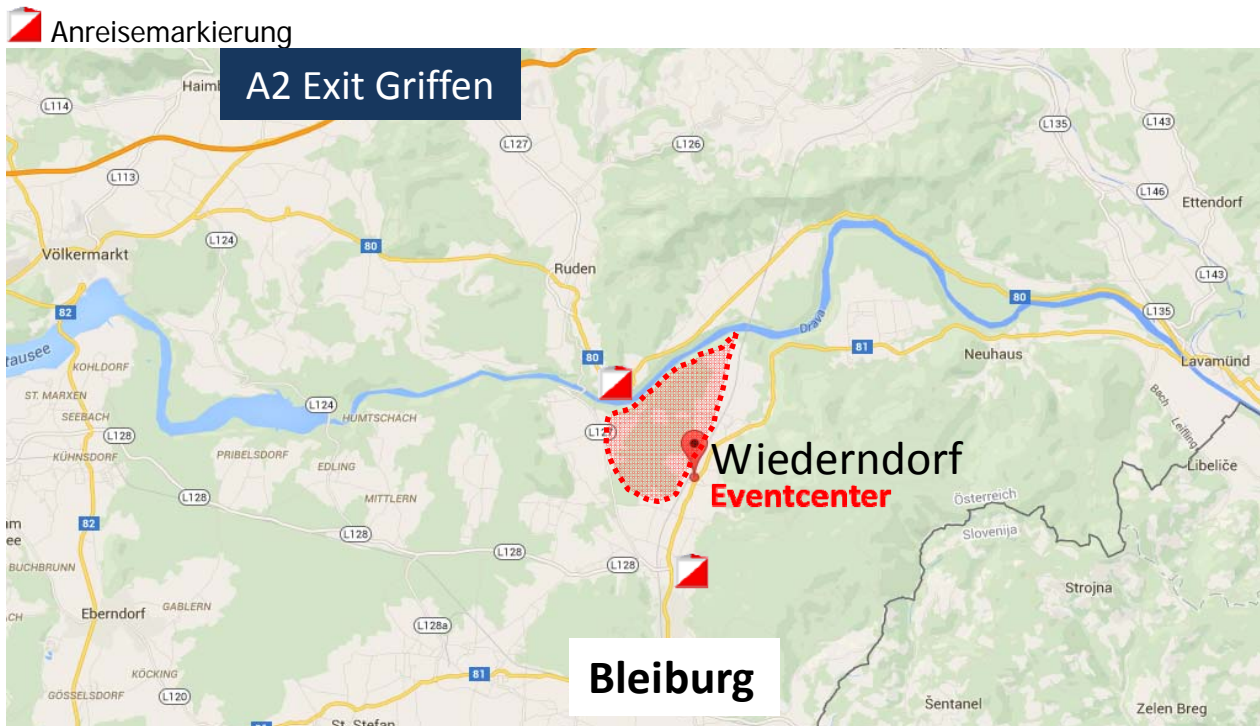 Anreisemarkierung
A2 Exit Griffen
L114
L127
L126
L135
L143
L113
L146
Ettendorf
L124
80
Völkermarkt
Ruden
L143
82
80
L135
Drava
80
81
Neuhaus
Lavamünd
KOHLDORF
ST. MARXEN
L124
SEEBACH
HUMTSCHACH
L128
Bach
Leifling
KÜHNSDORF
PRIBELSDORF
EDLING
Wiederndorf
Libeliče
L128
MITTLERN
Eventcenter
Österreich
82
L128
Slovenija
L128
L128
BUCHBRUNN
Strojna
Eberndorf
GABLERN
L128a
KÖCKING
81
Bleiburg
GÖSSELSDORF
L120
Šentanel
Zelen Breg
St. Stefan